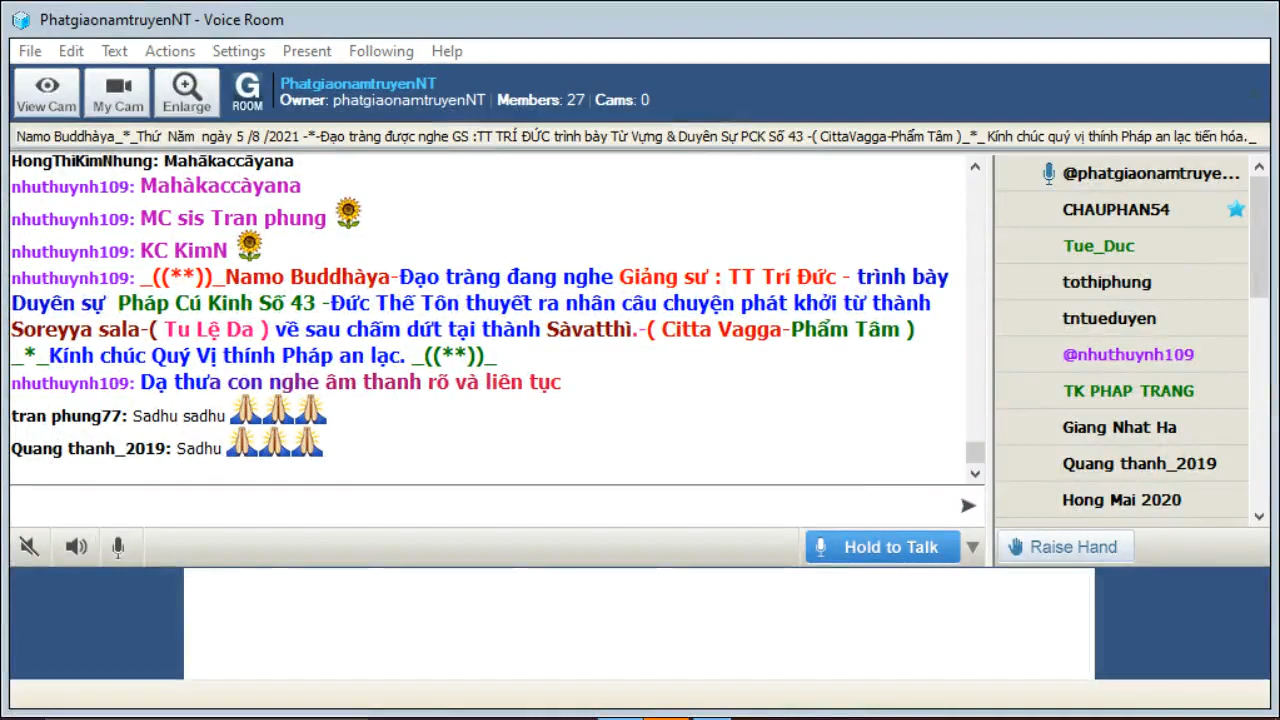 PhatgiaonamtruyenNT - Voice Room
File Edit Text Actions Settings Present Following Help
View Cam My Cam Enlarge G ROOM
PhatgiaonamtruyenNT
Owner: phatgiaonamtruyenNT | Members: 27 | Cams: 0
Namo Buddhàya_*_Thứ Năm ngày 5 /8 /2021 -*-Đạo tràng được nghe GS :TT TRÍ ĐỨC trình bày Từ Vựng & Duyên Sự PCK Số 43 -( CittaVagga-Phẩm Tâm )_*_ Kính chúc quý vị thính Pháp an lạc tiến hóa._
HongThiKimNhung: Mahākaccāyana
nhuthuynh109: Mahàkaccàyana
nhuthuynh109: MC sis Tran phung
nhuthuynh109: KC KimN
nhuthuynh109: _((**))_Namo Buddhàya-Đạo tràng đang nghe Giảng sư : TT Trí Đức - trình bày
Duyên sự Pháp Cú Kinh Số 43 -Đức Thế Tôn thuyết ra nhân câu chuyện phát khởi từ thành
Soreyya sala-( Tu Lệ Da ) về sau chấm dứt tại thành Sàvatthì.-( Citta Vagga-Phẩm Tâm )
_*_Kính chúc Quý Vị thính Pháp an lạc. _((**))_
nhuthuynh109: Dạ thưa con nghe âm thanh rõ và liên tục
tran phung77: Sadhu sadhu
Quang thanh_2019: Sadhu
@phatgiaonamtruye...
CHAUPHAN54
Tue_Duc
tothiphung
tntueduyen
@nhuthuynh109
TK PHAP TRANG
Giang Nhat Ha
Quang thanh_2019
Hong Mai 2020
Hold to Talk
Raise Hand